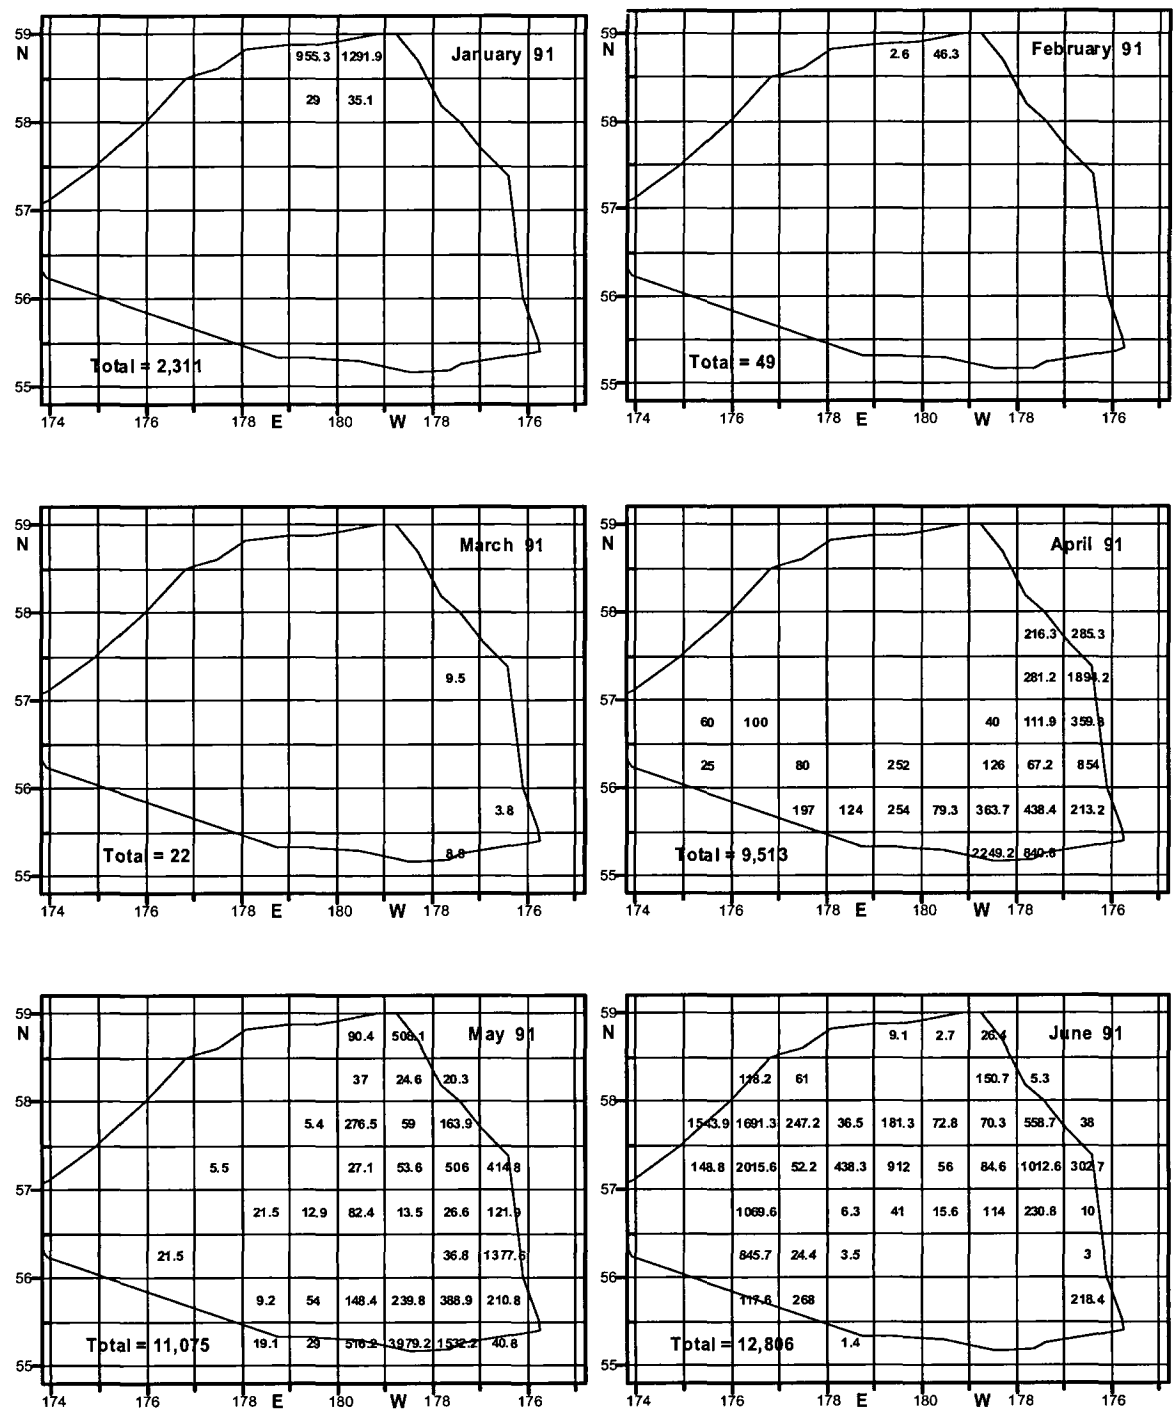 59
N
January 91
955.3 1291.9
29 35.1
58
57
56
Total = 2,311
55
174 176 178 E 180 W 178 176
59
N
February 91
2.6 46.3
58
57
56
Total = 49
55
174 176 178 E 180 W 178 176
59
N
March 91
58
9.5
57
56
3.8
Total = 22
8.8
55
174 176 178 E 180 W 178 176
59
N
April 91
58
216.3 285.3
281.2 1894.2
57
60 100 40 111.9 359.8
25 80 252 126 67.2 854
56
197 124 254 79.3 363.7 438.4 213.2
Total = 9,513 2249.2 840.8
55
174 176 178 E 180 W 178 176
59
N
90.4 508.1 May 91
37 24.6 20.3
58
5.4 276.5 59 163.9
5.5 27.1 53.6 506 414.8
57
21.5 12.9 82.4 13.5 26.6 121.9
21.5 36.8 1377.6
56
9.2 54 148.4 239.8 388.9 210.8
Total = 11,075 19.1 29 516.2 3979.2 1532.2 40.8
55
174 176 178 E 180 W 178 176
59
N
9.1 2.7 26.4 June 91
118.2 61 150.7 5.3
58
1543.9 1691.3 247.2 36.5 181.3 72.8 70.3 558.7 38
148.8 2015.6 52.2 438.3 912 56 84.6 1012.6 302.7
57
1069.6 6.3 41 15.6 114 230.8 10
845.7 24.4 3.5 3
56
117.6 268 218.4
Total = 12,806 1.4
55
174 176 178 E 180 W 178 176